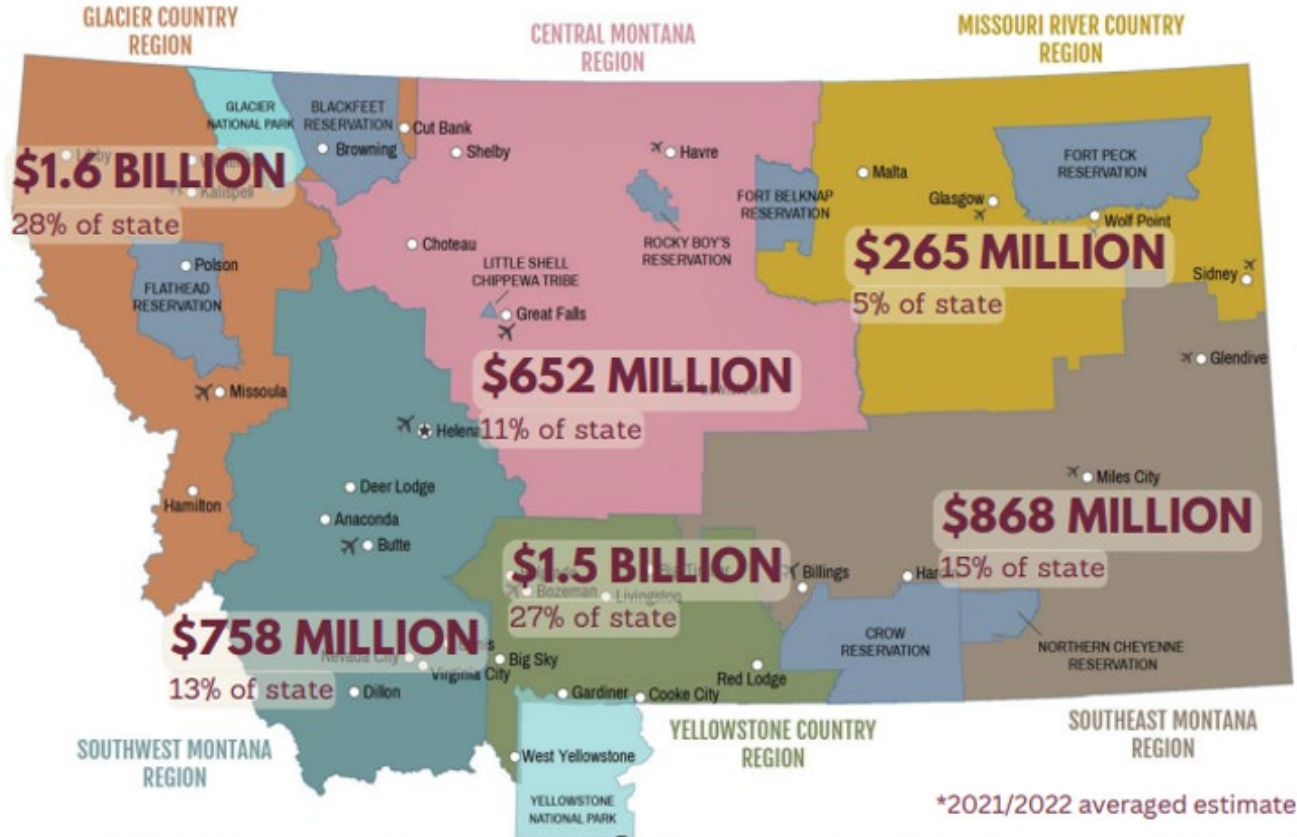 GLACIER COUNTRY
REGION
CENTRAL MONTANA
REGION
MISSOURI RIVER COUNTRY
REGION
GLACIER
NATIONAL PARK
BLACKFEET
RESERVATION
Cut Bank
Browning
Shelby
Havre
Malta
FORT PECK
RESERVATION
$1.6 BILLION
Kalispell
28% of state
FORT BELKNAP
RESERVATION
Glasgow
Wolf Point
ROCKY BOY'S
RESERVATION
Choteau
$265 MILLION
5% of state
Sidney
Polson
FLATHEAD
RESERVATION
LITTLE SHELL
CHIPPEWA TRIBE
Great Falls
Glendive
$652 MILLION
11% of state
Missoula
Helena
Hamilton
Deer Lodge
Anaconda
Butte
Miles City
$868 MILLION
15% of state
$1.5 BILLION
Bozeman
Livingston
27% of state
Billings
$758 MILLION
Nevada City
Virginia City
13% of state
Dillon
Big Sky
Gardiner
Cooke City
Red Lodge
CROW
RESERVATION
NORTHERN CHEYENNE
RESERVATION
SOUTHWEST MONTANA
REGION
West Yellowstone
YELLOWSTONE
NATIONAL PARK
YELLOWSTONE COUNTRY
REGION
SOUTHEAST MONTANA
REGION
*2021/2022 averaged estimate